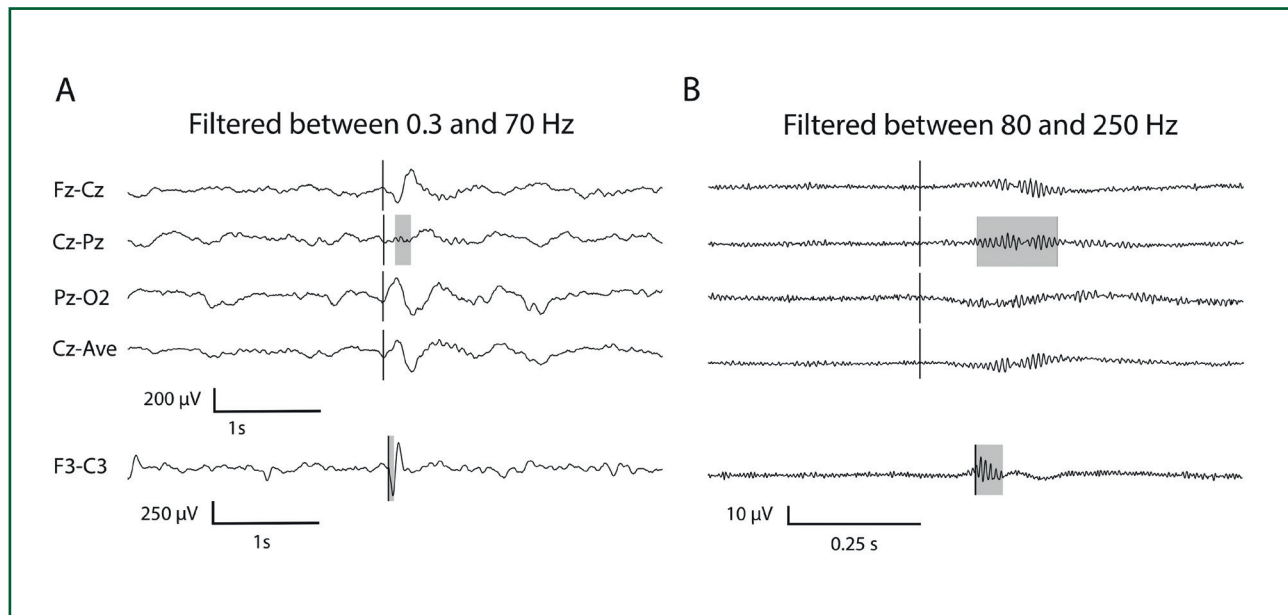 A
Filtered between 0.3 and 70 Hz
Fz-Cz
Cz-Pz
Pz-O2
Cz-Ave
200 µV
1s
F3-C3
250 µV
1s
B
Filtered between 80 and 250 Hz
10 µV
0.25 s